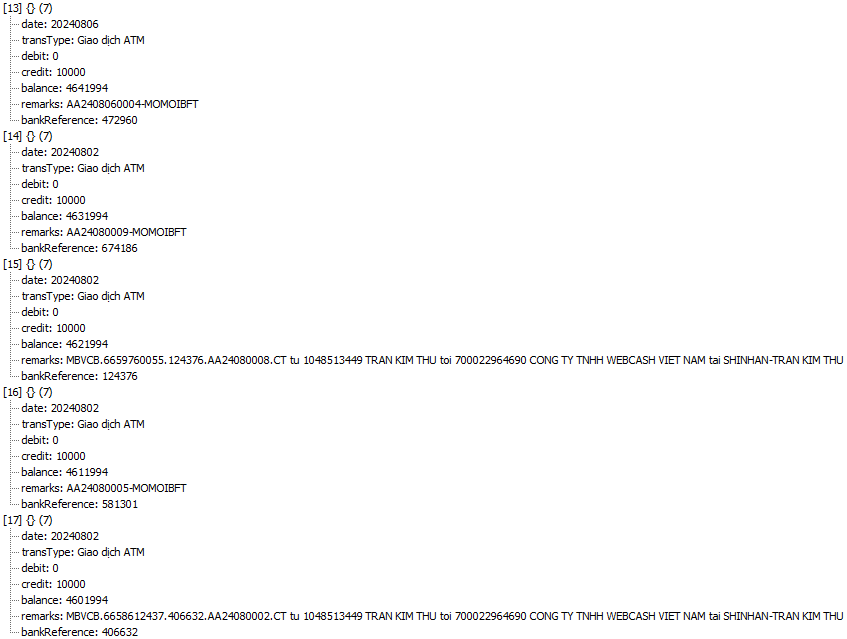 [13] {} (7)
date: 20240806
transType: Giao dịch ATM
debit: 0
credit: 10000
balance: 4641994
remarks: AA2408060004-MOMOIBFT
bankReference: 472960
[14] {} (7)
date: 20240802
transType: Giao dịch ATM
debit: 0
credit: 10000
balance: 4631994
remarks: AA24080009-MOMOIBFT
bankReference: 674186
[15] {} (7)
date: 20240802
transType: Giao dịch ATM
debit: 0
credit: 10000
balance: 4621994
remarks: MBVCB.6659760055.124376.AA24080008.CT tu 1048513449 TRAN KIM THU toi 700022964690 CONG TY TNHH WEBCASH VIET NAM tai SHINHAN-TRAN KIM THU
bankReference: 124376
[16] {} (7)
date: 20240802
transType: Giao dịch ATM
debit: 0
credit: 10000
balance: 4611994
remarks: AA24080005-MOMOIBFT
bankReference: 581301
[17] {} (7)
date: 20240802
transType: Giao dịch ATM
debit: 0
credit: 10000
balance: 4601994
remarks: MBVCB.6658612437.406632.AA24080002.CT tu 1048513449 TRAN KIM THU toi 700022964690 CONG TY TNHH WEBCASH VIET NAM tai SHINHAN-TRAN KIM THU
bankReference: 406632